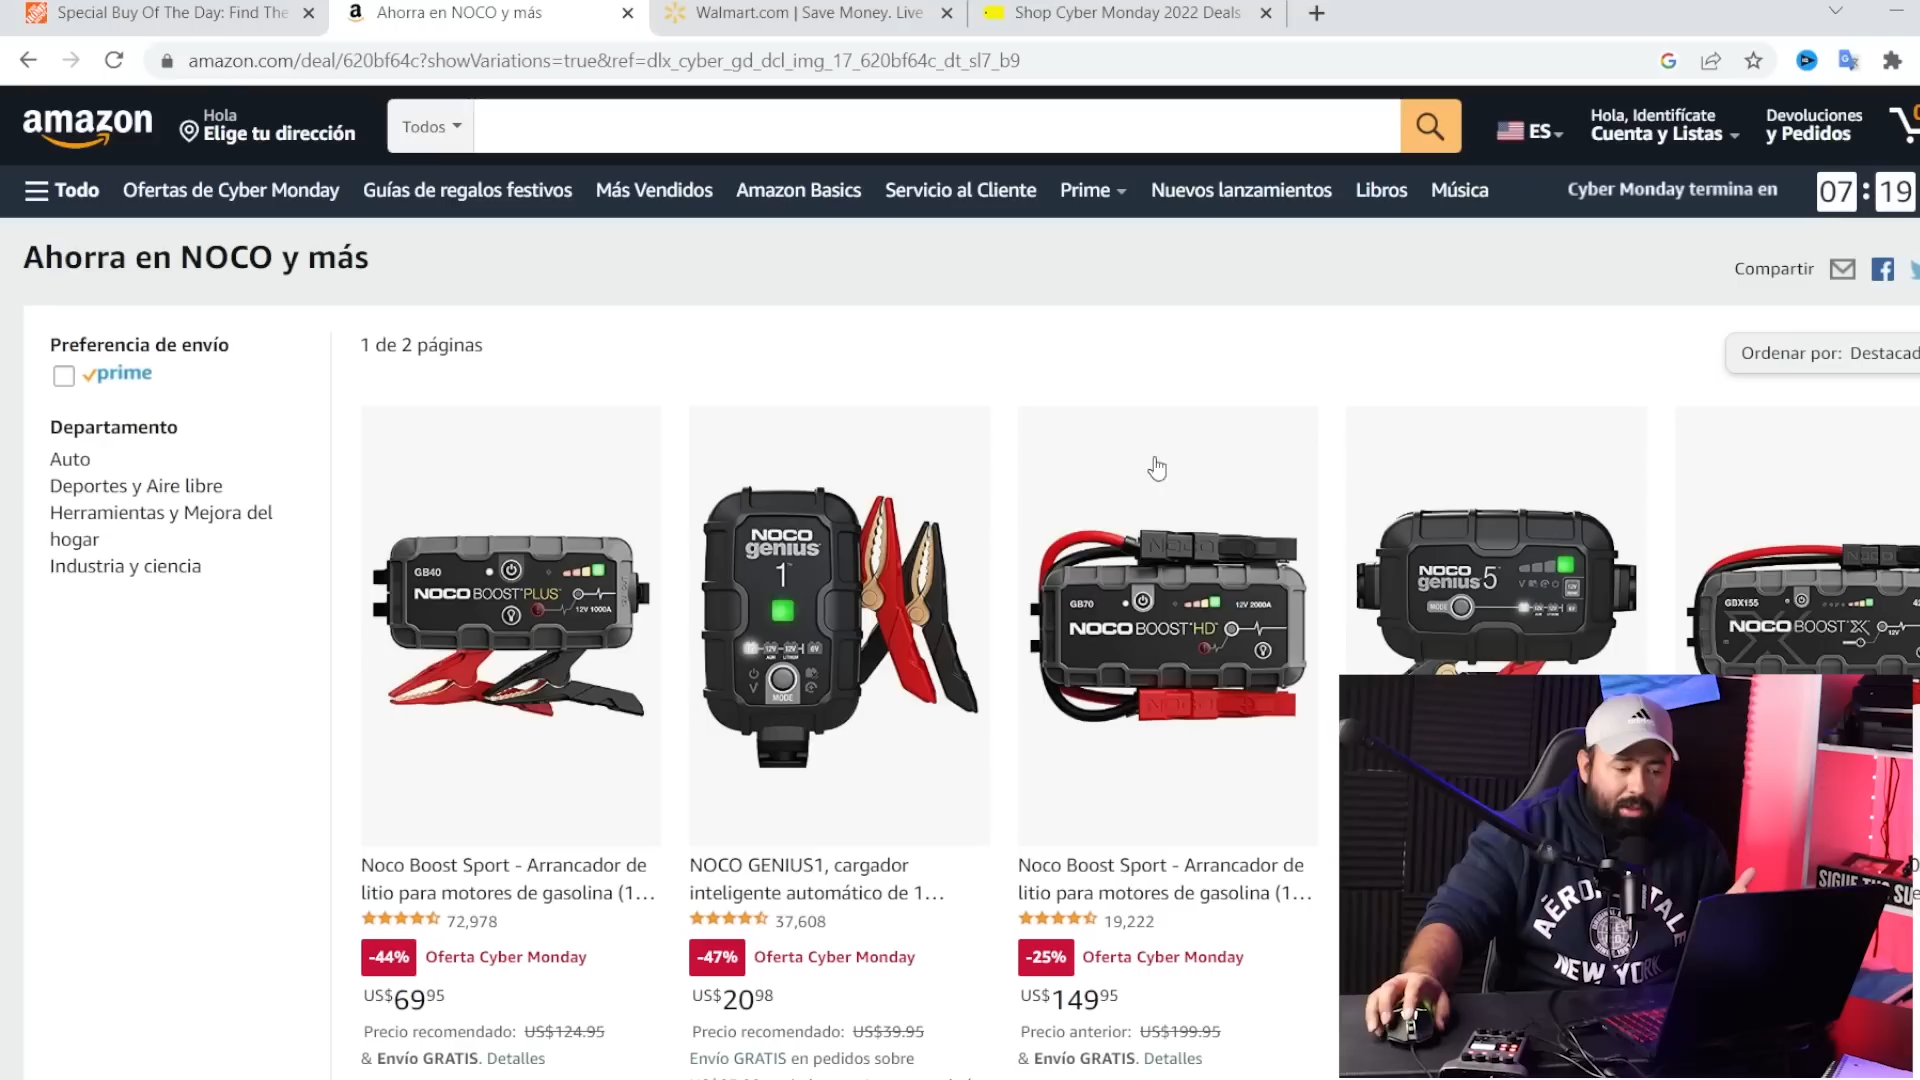 Special Buy Of The Day: Find The
Ahorra en NOCO y más
Walmart.com | Save Money. Live
Shop Cyber Monday 2022 Deals
amazon.com/deal/620bf64c?showVariations=true&ref=dlx_cyber_gd_dcl_img_17_620bf64c_dt_sl7_b9
amazon
Hola
Elige tu dirección
Todos
ES
Hola, Identifícate
Cuenta y Listas
Devoluciones
y Pedidos
Todo
Ofertas de Cyber Monday
Guías de regalos festivos
Más Vendidos
Amazon Basics
Servicio al Cliente
Prime
Nuevos lanzamientos
Libros
Música
Cyber Monday termina en
07 : 19
Ahorra en NOCO y más
Compartir
Preferencia de envío
prime
Departamento
Auto
Deportes y Aire libre
Herramientas y Mejora del
hogar
Industria y ciencia
1 de 2 páginas
Ordenar por: Destacad
GB40
NOCO BOOST PLUS
12V 1000A
NOCO
genius
1
MODE
GB70
12V 2000A
NOCO BOOST HD
NOCO
genius 5
MODE
GBX155
NOCO BOOST X
Noco Boost Sport - Arrancador de
litio para motores de gasolina (1...
72,978
-44% Oferta Cyber Monday
US$69.95
Precio recomendado: US$124.95
& Envío GRATIS. Detalles
NOCO GENIUS1, cargador
inteligente automático de 1...
37,608
-47% Oferta Cyber Monday
US$20.98
Precio recomendado: US$39.95
Envío GRATIS en pedidos sobre
Noco Boost Sport - Arrancador de
litio para motores de gasolina (1...
19,222
-25% Oferta Cyber Monday
US$149.95
Precio anterior: US$199.95
& Envío GRATIS. Detalles
NEW YORK
SIGUE TUS SUE